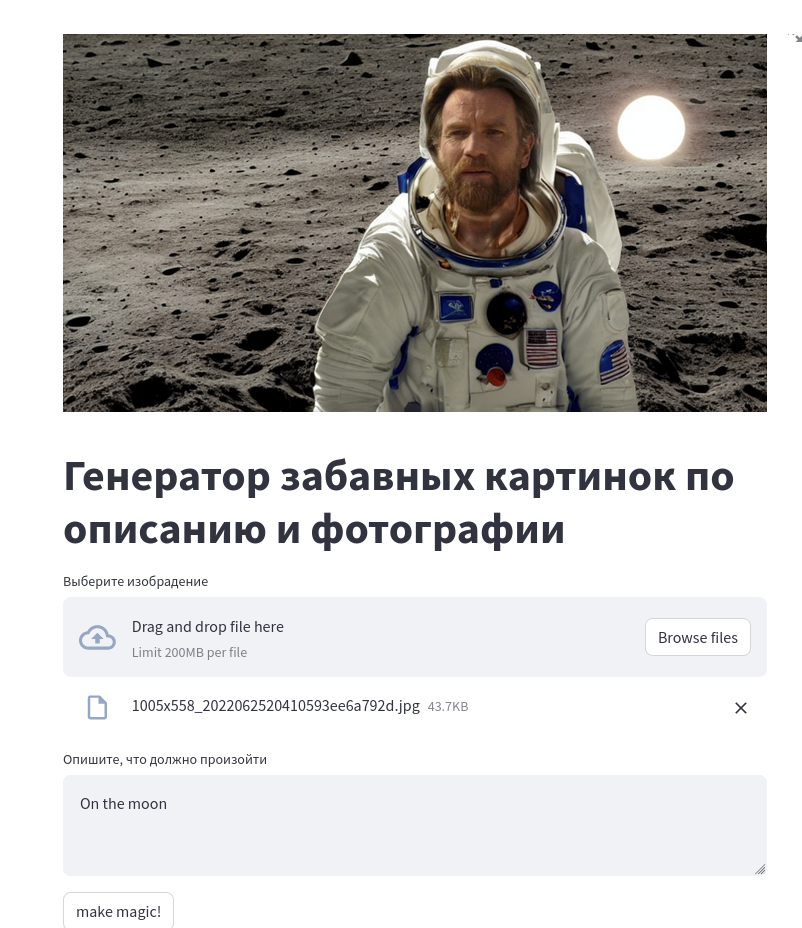 Генератор забавных картинок по
описанию и фотографии
Выберите изобрадение
Drag and drop file here
Limit 200MB per file
Browse files
1005x558_2022062520410593ee6a792d.jpg 43.7KB
Опишите, что должно произойти
On the moon
make magic!